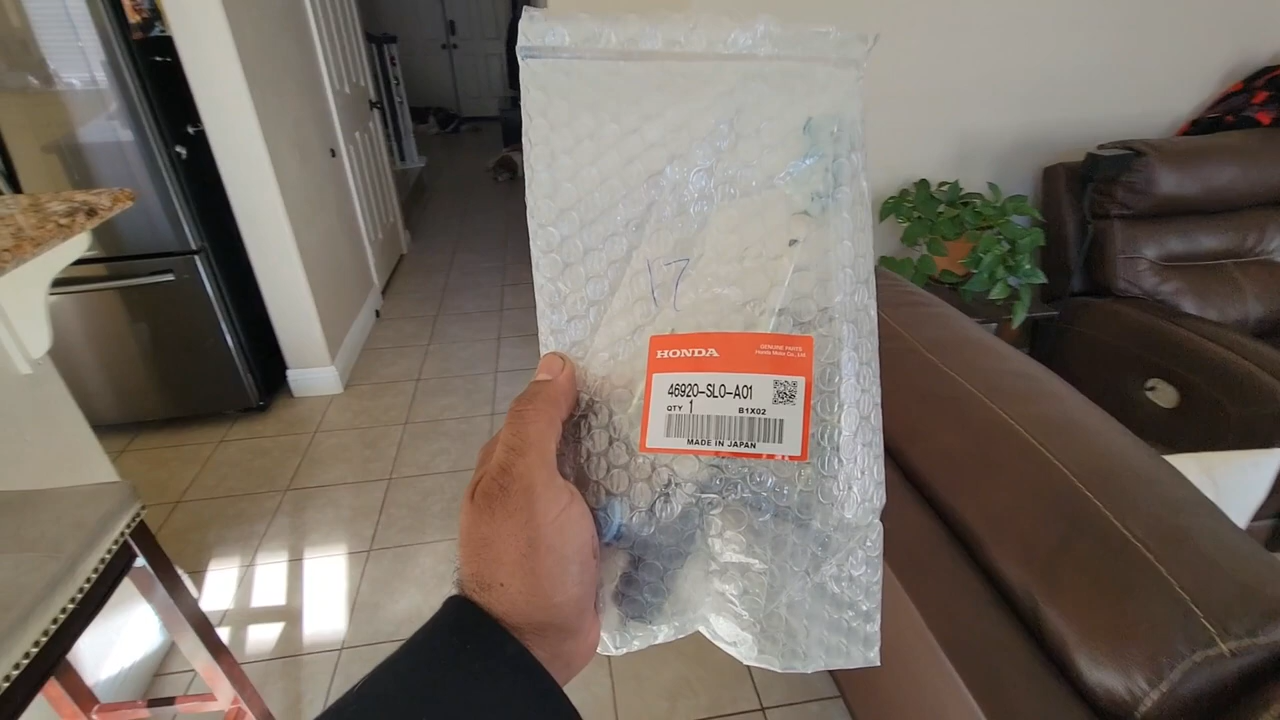 17
HONDA
GENUINE PARTS
Honda Motor Co., Ltd.
46920-SL0-A01
QTY 1
B1X02
MADE IN JAPAN